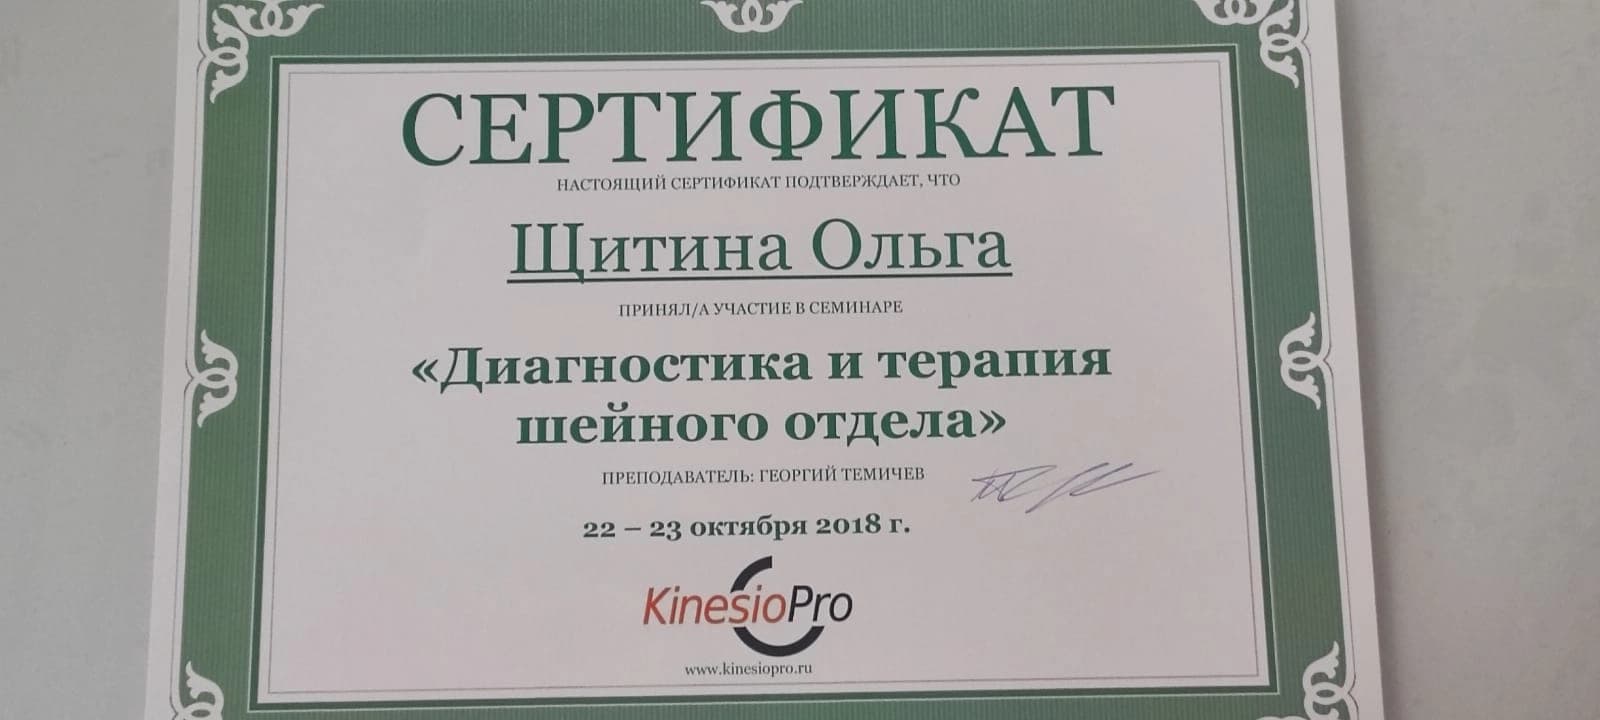 СЕРТИФИКАТ
НАСТОЯЩИЙ СЕРТИФИКАТ ПОДТВЕРЖДАЕТ, ЧТО
Щитина Ольга
ПРИНЯЛ/А УЧАСТИЕ В СЕМИНАРЕ
«Диагностика и терапия
шейного отдела»
ПРЕПОДАВАТЕЛЬ: ГЕОРГИЙ ТЕМИЧЕВ
22 – 23 октября 2018 г.
KinesioPro
www.kinesiopro.ru